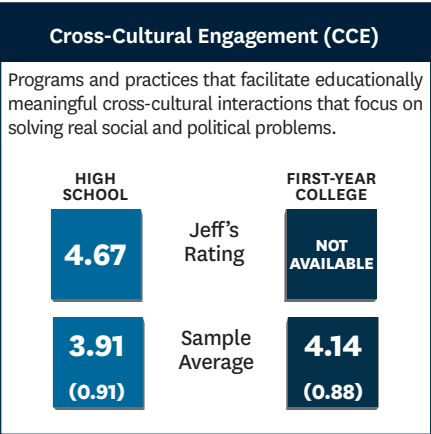 Cross-Cultural Engagement (CCE)
Programs and practices that facilitate educationally
meaningful cross-cultural interactions that focus on
solving real social and political problems.
HIGH
SCHOOL
FIRST-YEAR
COLLEGE
4.67
Jeff’s
Rating
NOT
AVAILABLE
3.91
(0.91)
Sample
Average
4.14
(0.88)